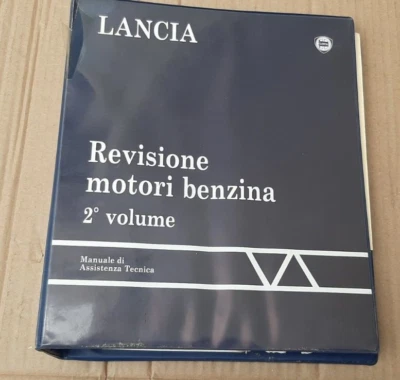 LANCIA
Revisione
motori benzina
2° volume
Manuale di
Assistenza Tecnica